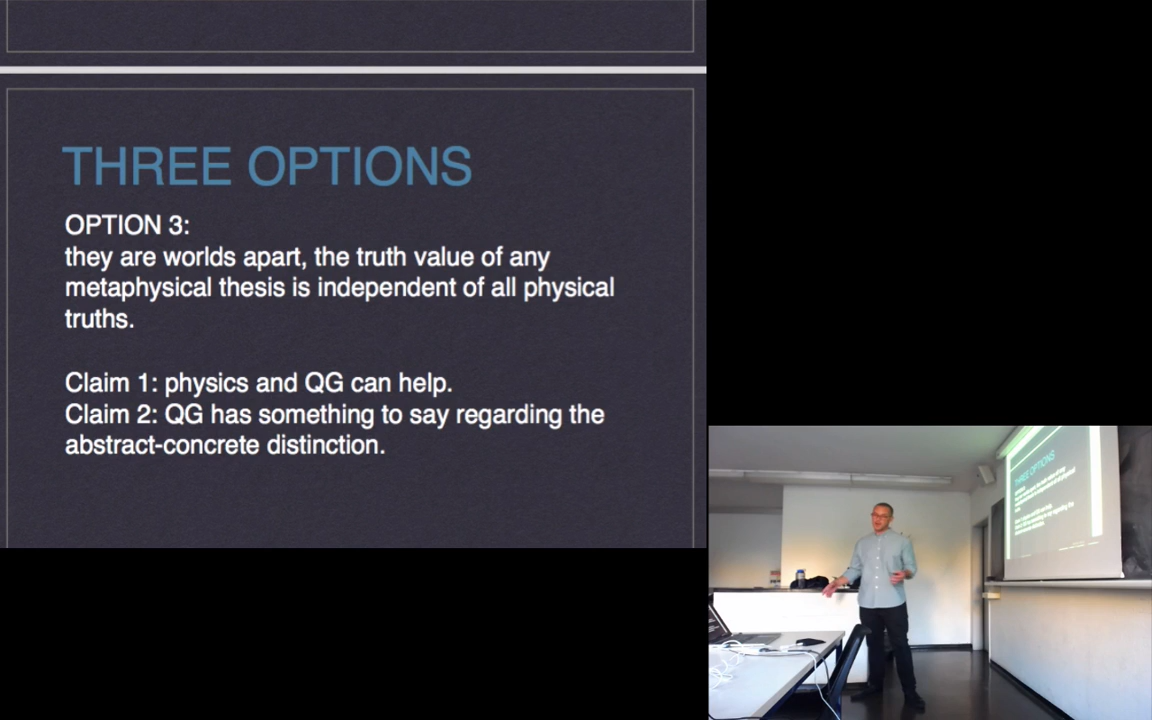 THREE OPTIONS
OPTION 3:
they are worlds apart, the truth value of any
metaphysical thesis is independent of all physical
truths.
Claim 1: physics and QG can help.
Claim 2: QG has something to say regarding the
abstract-concrete distinction.
THREE OPTIONS